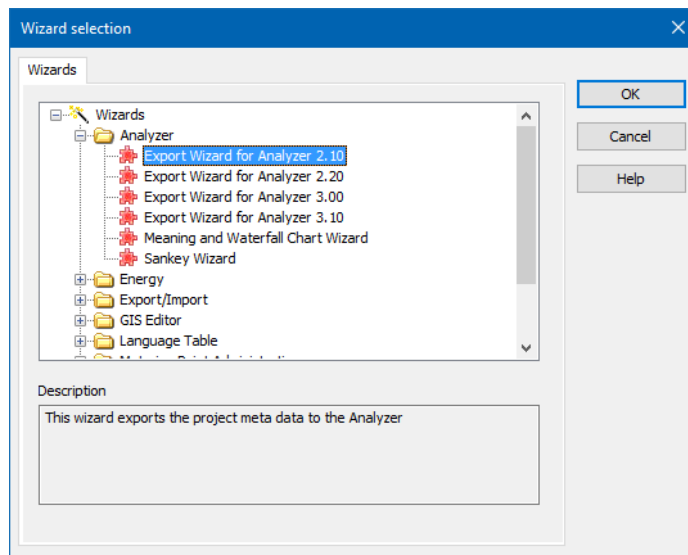 Wizard selection
Wizards
OK
Cancel
Help
Wizards
Analyzer
Export Wizard for Analyzer 2.10
Export Wizard for Analyzer 2.20
Export Wizard for Analyzer 3.00
Export Wizard for Analyzer 3.10
Meaning and Waterfall Chart Wizard
Sankey Wizard
Energy
Export/Import
GIS Editor
Language Table
Description
This wizard exports the project meta data to the Analyzer